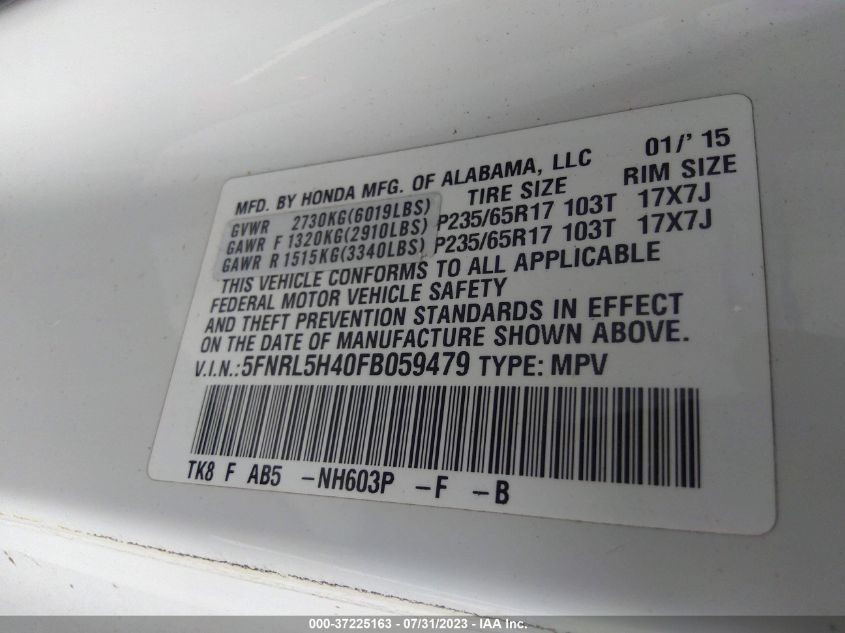 MFD. BY HONDA MFG. OF ALABAMA, LLC 01/' 15
TIRE SIZE RIM SIZE
GVWR 2730KG(6019LBS)
GAWR F 1320KG(2910LBS) P235/65R17 103T 17X7J
GAWR R 1515KG(3340LBS) P235/65R17 103T 17X7J
THIS VEHICLE CONFORMS TO ALL APPLICABLE
FEDERAL MOTOR VEHICLE SAFETY
AND THEFT PREVENTION STANDARDS IN EFFECT
ON THE DATE OF MANUFACTURE SHOWN ABOVE.
V.I.N.:5FNRL5H40FB059479 TYPE: MPV
TK8 F AB5 -NH603P -F -B
000-37225163 - 07/31/2023 - IAA Inc.